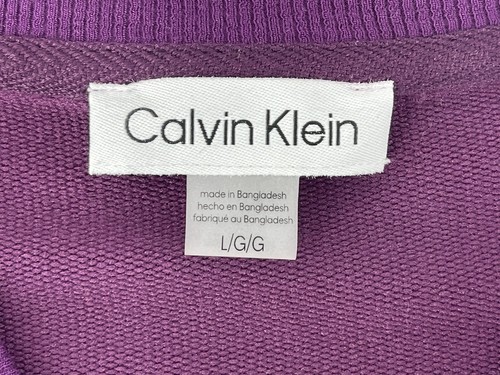 Calvin Klein
made in Bangladesh
hecho en Bangladesh
fabriqué au Bangladesh
L/G/G